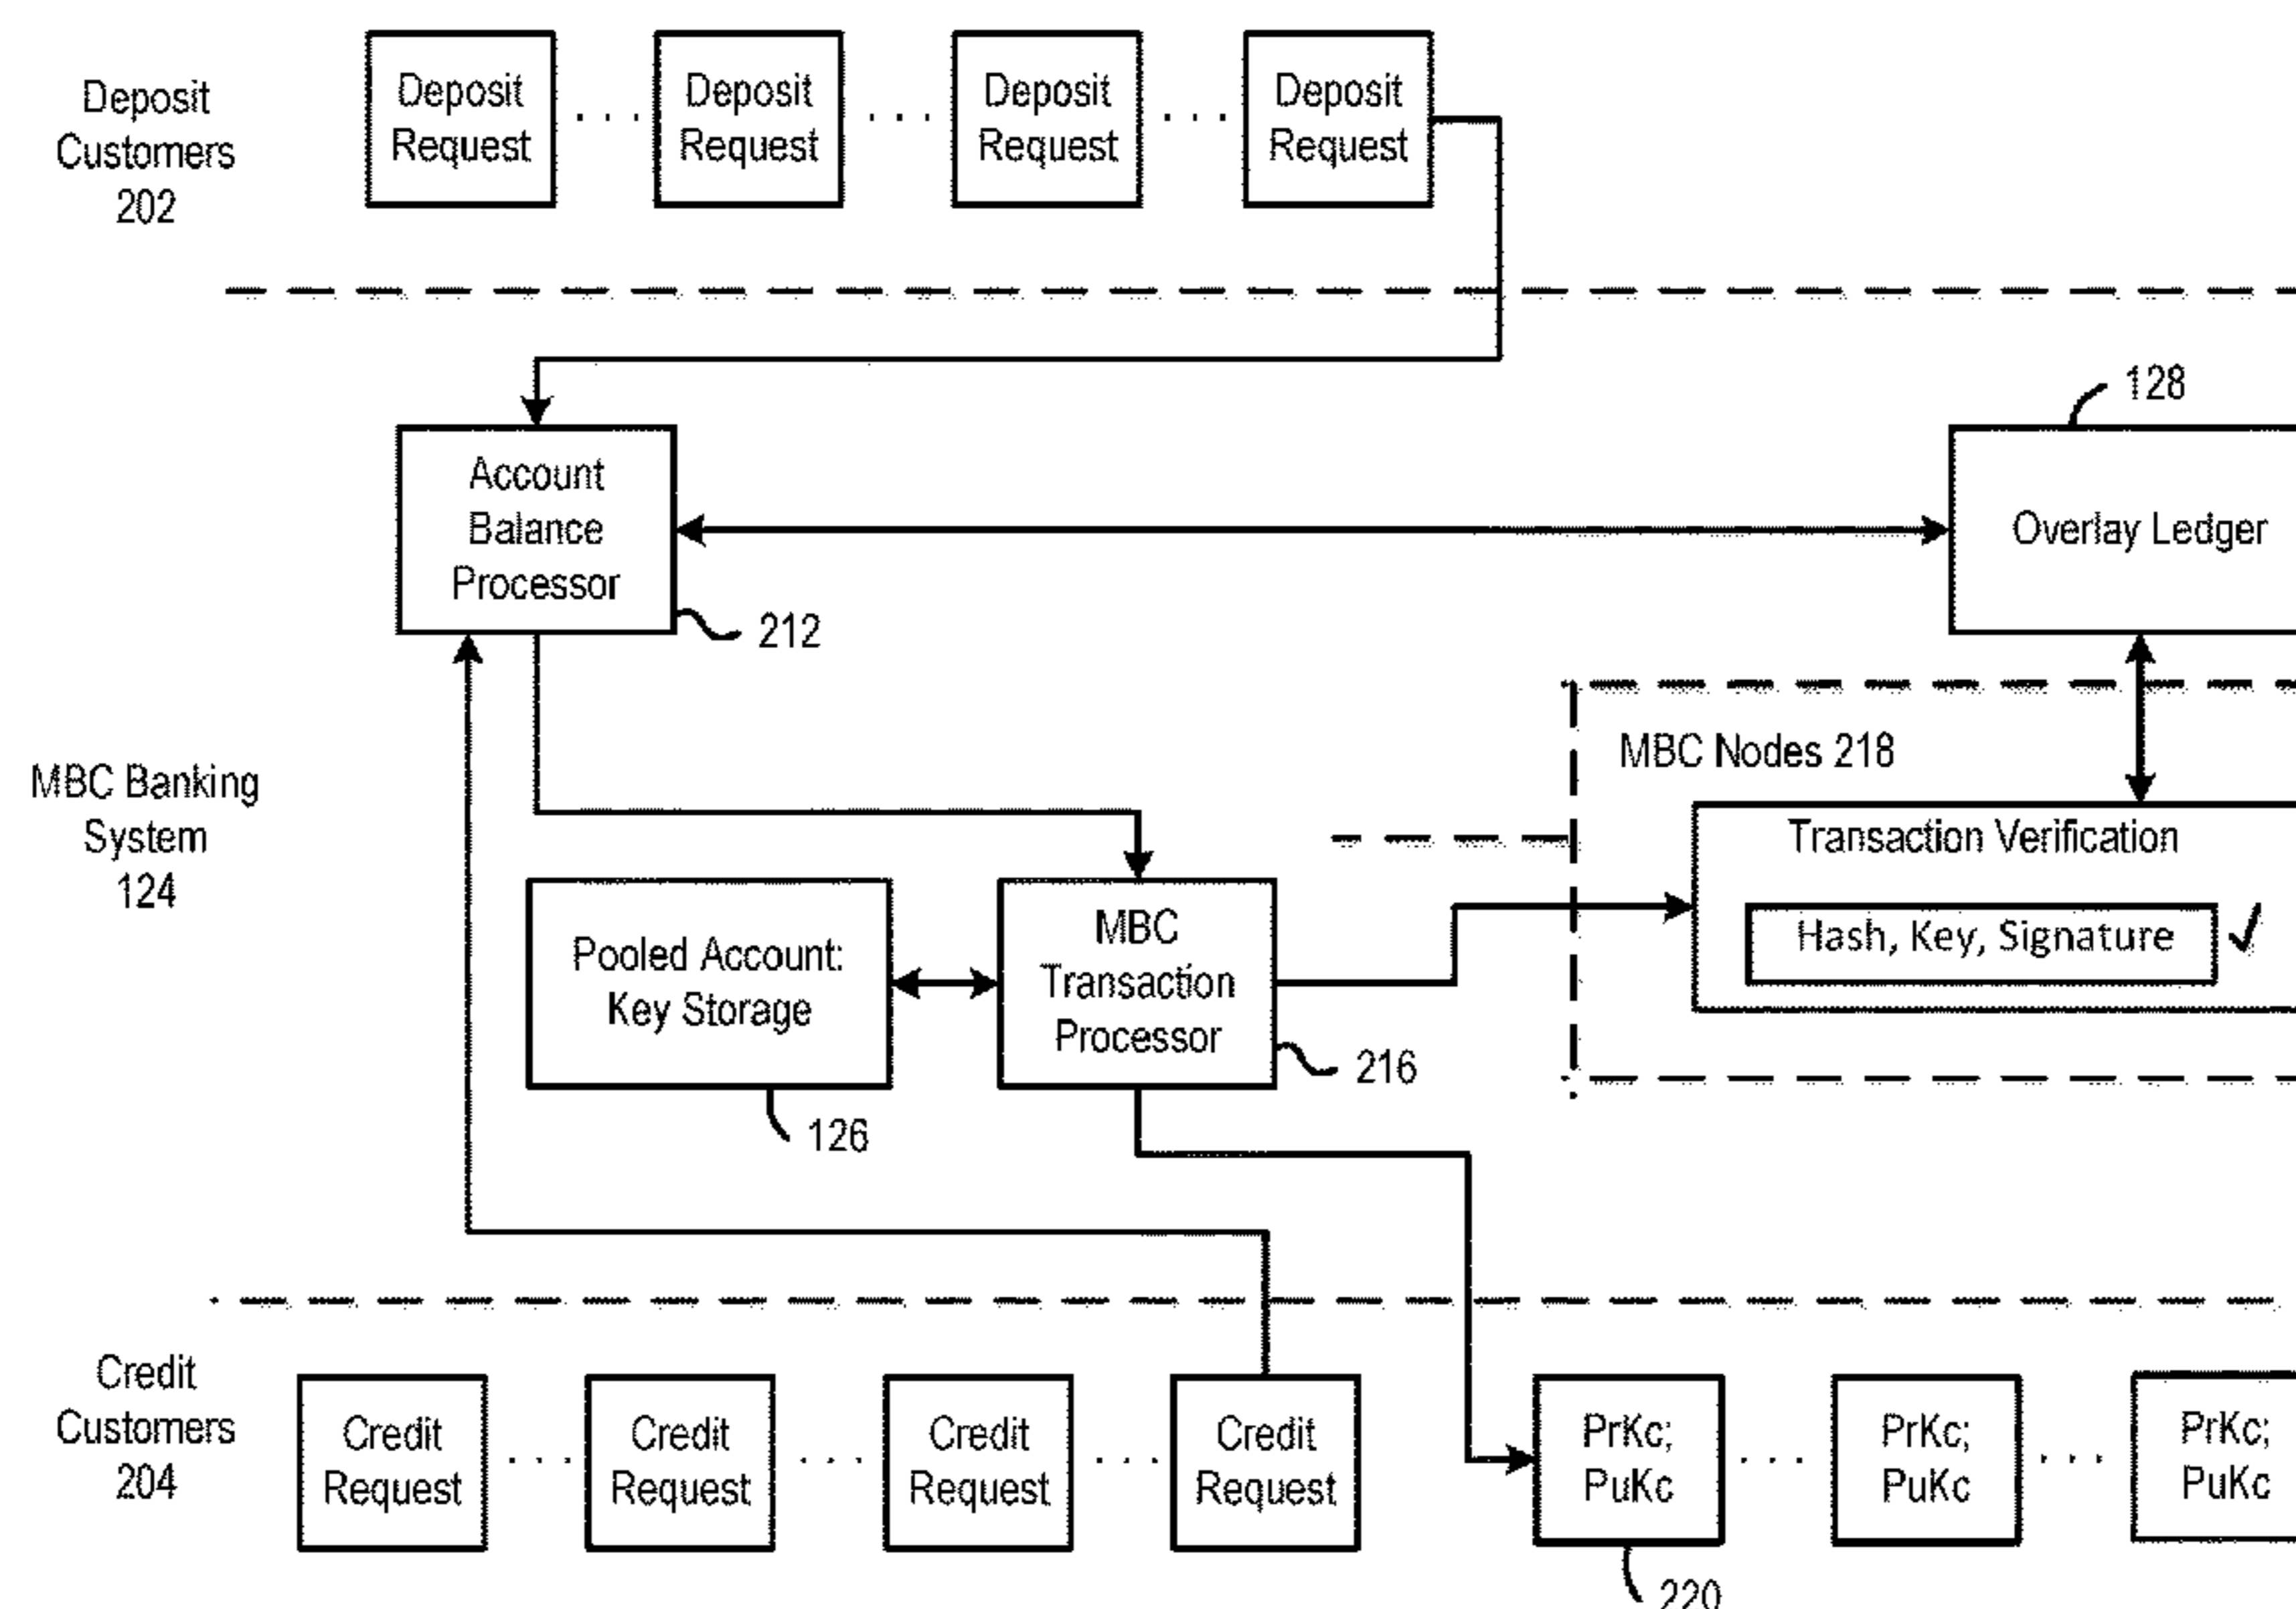 Deposit
Customers
202
Deposit
Request
Deposit
Request
Deposit
Request
Deposit
Request
Account
Balance
Processor
212
128
Overlay Ledger
MBC Banking
System
124
MBC Nodes 218
Transaction Verification
Hash, Key, Signature ✓
Pooled Account:
Key Storage
126
MBC
Transaction
Processor
216
Credit
Customers
204
Credit
Request
Credit
Request
Credit
Request
Credit
Request
PrKc;
PuKc
PrKc;
PuKc
PrKc;
PuKc
220